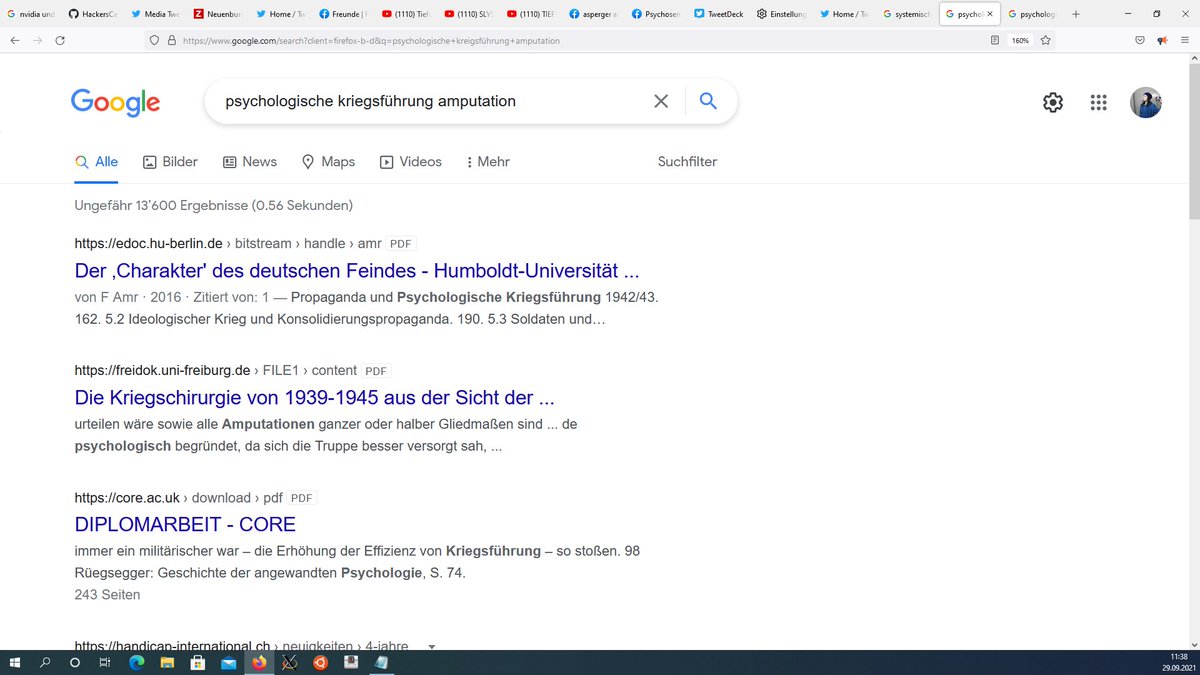 nvidia und
HackersCa
Media Twe
Neuenburg
Home / Tw
Freunde | F
(1110) Tief
(1110) SLYS
(1110) TIEF
asperger au
Psychosen
TweetDeck
Einstellung
Home / Tw
systemisch
psychol
psycholog
https://www.google.com/search?client=firefox-b-d&q=psychologische+kreigsführung+amputation
160%
Google
psychologische kriegsführung amputation
Alle
Bilder
News
Maps
Videos
Mehr
Suchfilter
Ungefähr 13'600 Ergebnisse (0.56 Sekunden)
https://edoc.hu-berlin.de › bitstream › handle › amr PDF
Der ‚Charakter' des deutschen Feindes - Humboldt-Universität ...
von F Amr · 2016 · Zitiert von: 1 — Propaganda und Psychologische Kriegsführung 1942/43.
162. 5.2 Ideologischer Krieg und Konsolidierungspropaganda. 190. 5.3 Soldaten und…
https://freidok.uni-freiburg.de › FILE1 › content PDF
Die Kriegschirurgie von 1939-1945 aus der Sicht der ...
urteilen wäre sowie alle Amputationen ganzer oder halber Gliedmaßen sind ... de
psychologisch begründet, da sich die Truppe besser versorgt sah, ...
https://core.ac.uk › download › pdf PDF
DIPLOMARBEIT - CORE
immer ein militärischer war – die Erhöhung der Effizienz von Kriegsführung – so stoßen. 98
Rüegsegger: Geschichte der angewandten Psychologie, S. 74.
243 Seiten
https://handicap-international.ch › neuigkeiten › 4-jahre
11:38
29.09.2021